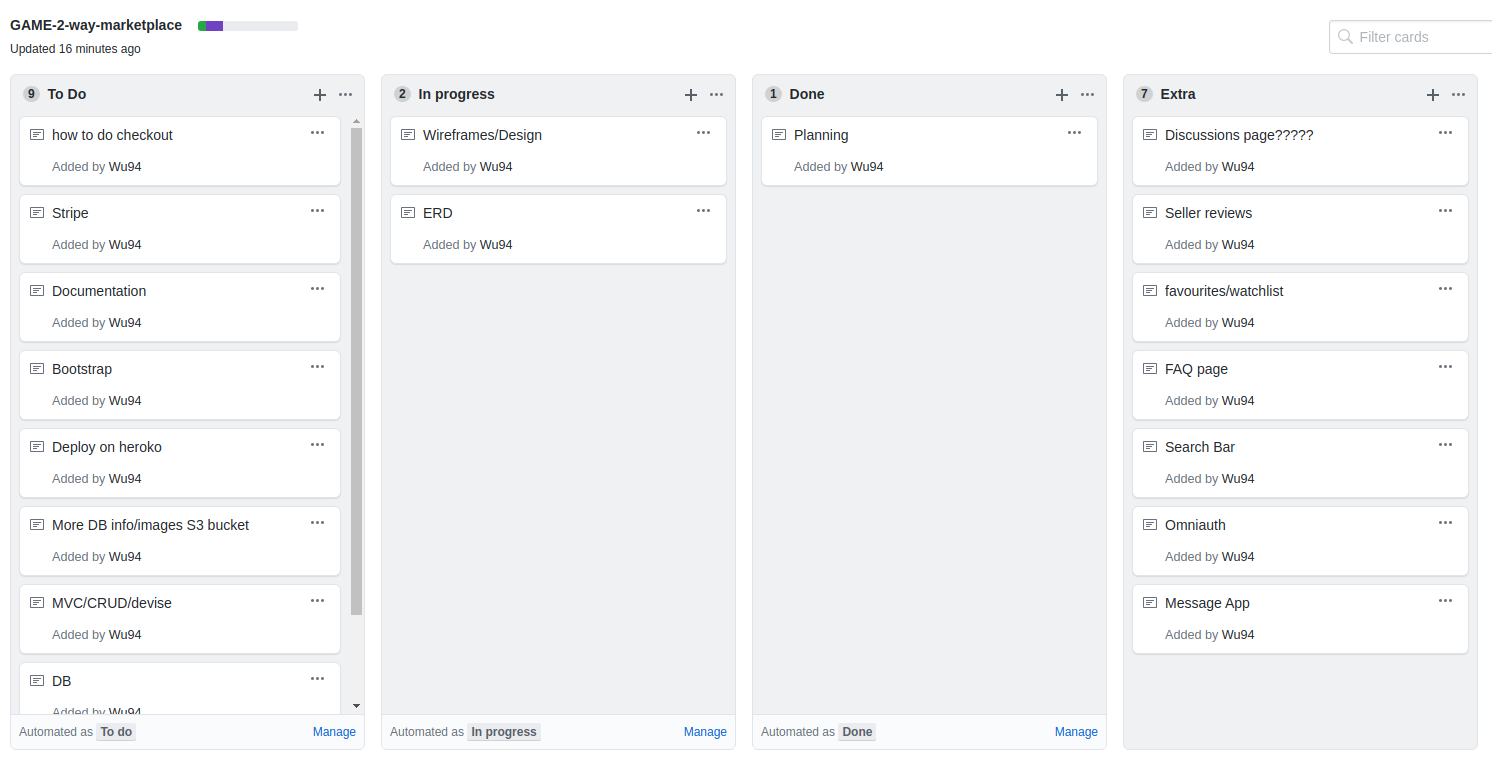 GAME-2-way-marketplace
Updated 16 minutes ago
Filter cards
9 To Do
how to do checkout
Added by Wu94
Stripe
Added by Wu94
Documentation
Added by Wu94
Bootstrap
Added by Wu94
Deploy on heroko
Added by Wu94
More DB info/images S3 bucket
Added by Wu94
MVC/CRUD/devise
Added by Wu94
DB
Added by Wu94
Automated as To do
Manage
2 In progress
Wireframes/Design
Added by Wu94
ERD
Added by Wu94
Automated as In progress
Manage
1 Done
Planning
Added by Wu94
Automated as Done
Manage
7 Extra
Discussions page?????
Added by Wu94
Seller reviews
Added by Wu94
favourites/watchlist
Added by Wu94
FAQ page
Added by Wu94
Search Bar
Added by Wu94
Omniauth
Added by Wu94
Message App
Added by Wu94